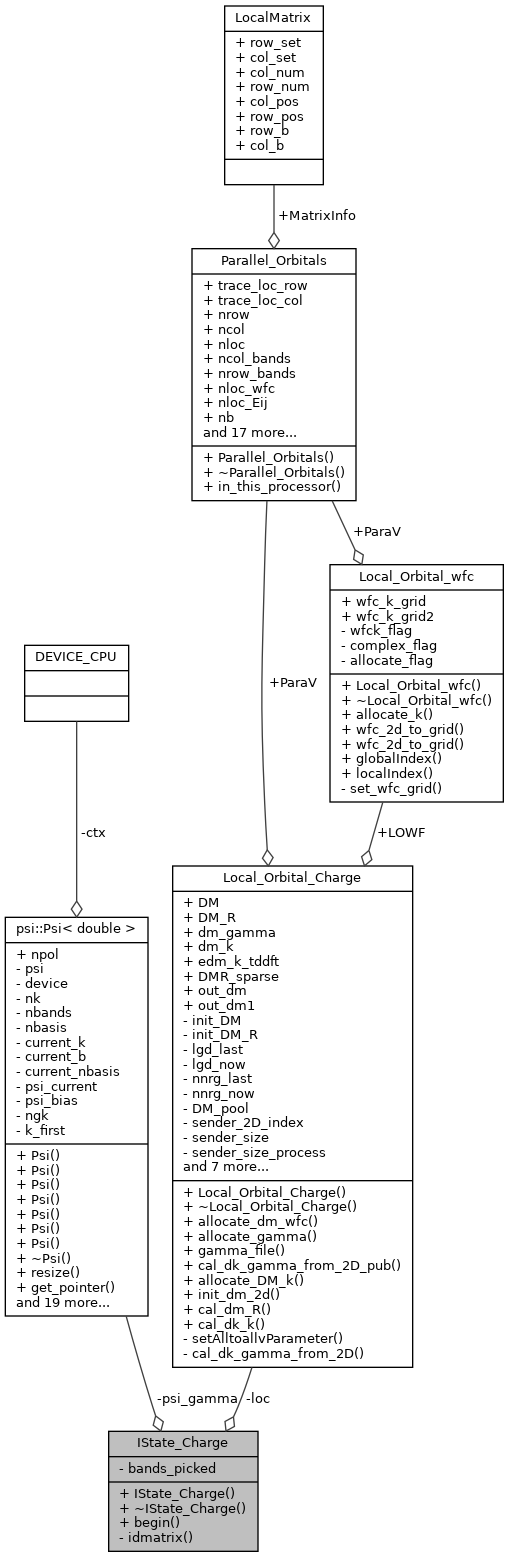 LocalMatrix
+ row_set
+ col_set
+ col_num
+ row_num
+ col_pos
+ row_pos
+ row_b
+ col_b
+MatrixInfo
Parallel_Orbitals
+ trace_loc_row
+ trace_loc_col
+ nrow
+ ncol
+ nloc
+ ncol_bands
+ nrow_bands
+ nloc_wfc
+ nloc_Eij
+ nb
and 17 more...
+ Parallel_Orbitals()
+ ~Parallel_Orbitals()
+ in_this_processor()
+ParaV
Local_Orbital_wfc
+ wfc_k_grid
+ wfc_k_grid2
- wfck_flag
- complex_flag
- allocate_flag
+ Local_Orbital_wfc()
+ ~Local_Orbital_wfc()
+ allocate_k()
+ wfc_2d_to_grid()
+ wfc_2d_to_grid()
+ globalIndex()
+ localIndex()
- set_wfc_grid()
DEVICE_CPU
+ParaV
-ctx
+LOWF
Local_Orbital_Charge
+ DM
+ DM_R
+ dm_gamma
+ dm_k
+ edm_k_tddft
+ DMR_sparse
+ out_dm
+ out_dm1
- init_DM
- init_DM_R
- lgd_last
- lgd_now
- nnrg_last
- nnrg_now
- DM_pool
- sender_2D_index
- sender_size
- sender_size_process
and 7 more...
+ Local_Orbital_Charge()
+ ~Local_Orbital_Charge()
+ allocate_dm_wfc()
+ allocate_gamma()
+ gamma_file()
+ cal_dk_gamma_from_2D_pub()
+ allocate_DM_k()
+ init_dm_2d()
+ cal_dm_R()
+ cal_dk_k()
- setAlltoallvParameter()
- cal_dk_gamma_from_2D()
psi::Psi< double >
+ npol
- psi
- device
- nk
- nbands
- nbasis
- current_k
- current_b
- current_nbasis
- psi_current
- psi_bias
- ngk
- k_first
+ Psi()
+ Psi()
+ Psi()
+ Psi()
+ Psi()
+ Psi()
+ Psi()
+ ~Psi()
+ resize()
+ get_pointer()
and 19 more...
-psi_gamma
-loc
IState_Charge
- bands_picked
+ IState_Charge()
+ ~IState_Charge()
+ begin()
- idmatrix()